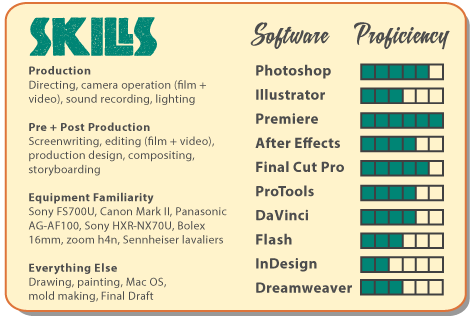 SKILLS
Production
Directing, camera operation (film +
video), sound recording, lighting
Pre + Post Production
Screenwriting, editing (film + video),
production design, compositing,
storyboarding
Equipment Familiarity
Sony FS700U, Canon Mark II, Panasonic
AG-AF100, Sony HXR-NX70U, Bolex
16mm, zoom h4n, Sennheiser lavaliers
Everything Else
Drawing, painting, Mac OS,
mold making, Final Draft
Software Proficiency
Photoshop
Illustrator
Premiere
After Effects
Final Cut Pro
ProTools
DaVinci
Flash
InDesign
Dreamweaver